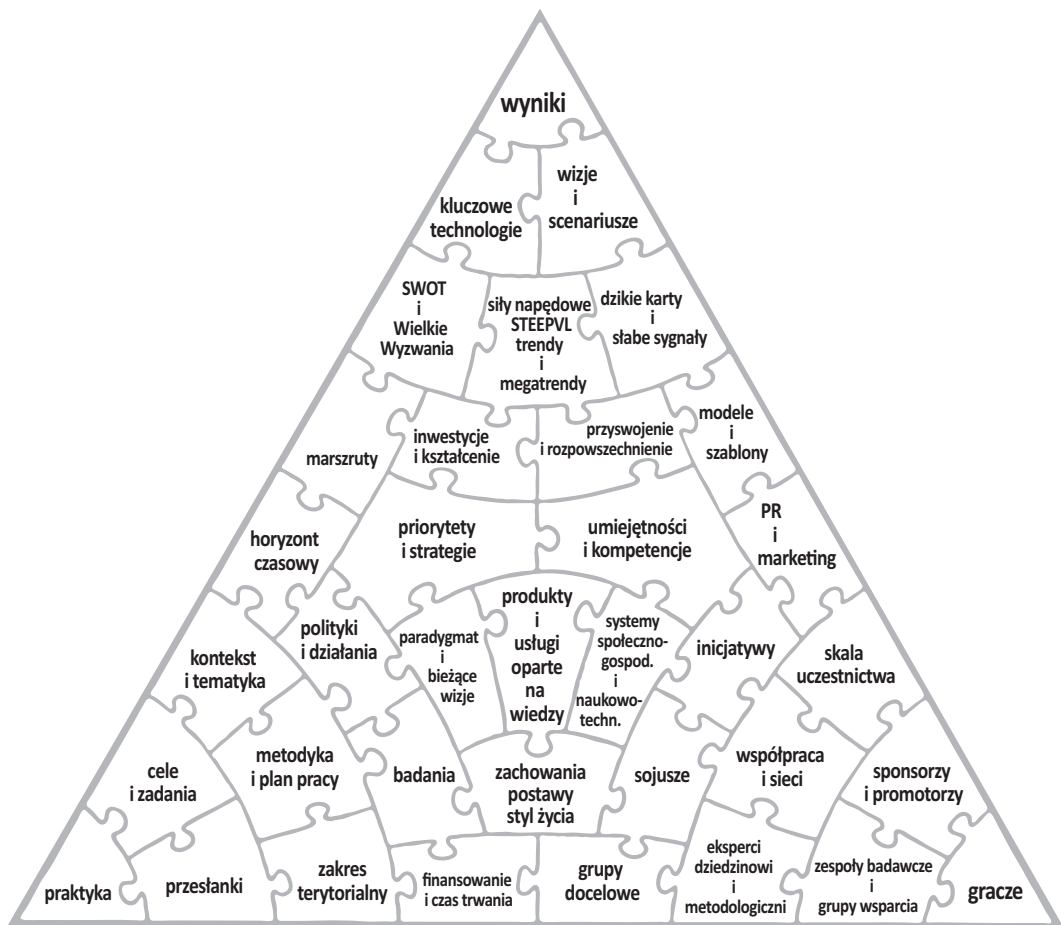 wyniki
kluczowe
technologie
wizje
i
scenariusze
SWOT
i
Wielkie
Wyzwania
siły napędowe
STEEPVL
trendy
i
megatrendy
dzikie karty
i
słabe sygnały
marszruty
inwestycje
i kształcenie
przyswojenie
i rozpowszechnienie
modele
i
szablony
horyzont
czasowy
priorytety
i strategie
umiejętności
i kompetencje
PR
i
marketing
kontekst
i tematyka
polityki
i działania
paradygmat
i
bieżące
wizje
produkty
i
usługi
oparte
na
wiedzy
systemy
społeczno-
gospod.
i
naukowo-
techn.
inicjatywy
skala
uczestnictwa
cele
i zadania
metodyka
i plan pracy
badania
zachowania
postawy
styl życia
sojusze
współpraca
i sieci
sponsorzy
i promotorzy
praktyka
przesłanki
zakres
terytorialny
finansowanie
i czas trwania
grupy
docelowe
eksperci
dziedzinowi
i
metodologiczni
zespoły badawcze
i
grupy wsparcia
gracze